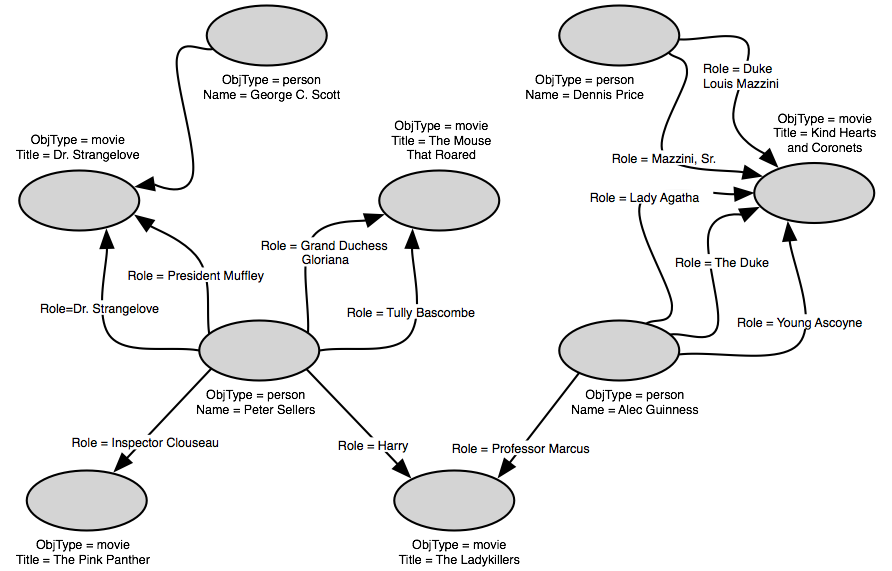 ObjType = person
Name = George C. Scott
ObjType = person
Name = Dennis Price
Role = Duke
Louis Mazzini
ObjType = movie
Title = Kind Hearts
and Coronets
ObjType = movie
Title = Dr. Strangelove
ObjType = movie
Title = The Mouse
That Roared
Role = Mazzini, Sr.
Role = Lady Agatha
Role = Grand Duchess
Gloriana
Role = The Duke
Role = President Muffley
Role=Dr. Strangelove
Role = Tully Bascombe
Role = Young Ascoyne
ObjType = person
Name = Peter Sellers
ObjType = person
Name = Alec Guinness
Role = Inspector Clouseau
Role = Harry
Role = Professor Marcus
ObjType = movie
Title = The Pink Panther
ObjType = movie
Title = The Ladykillers